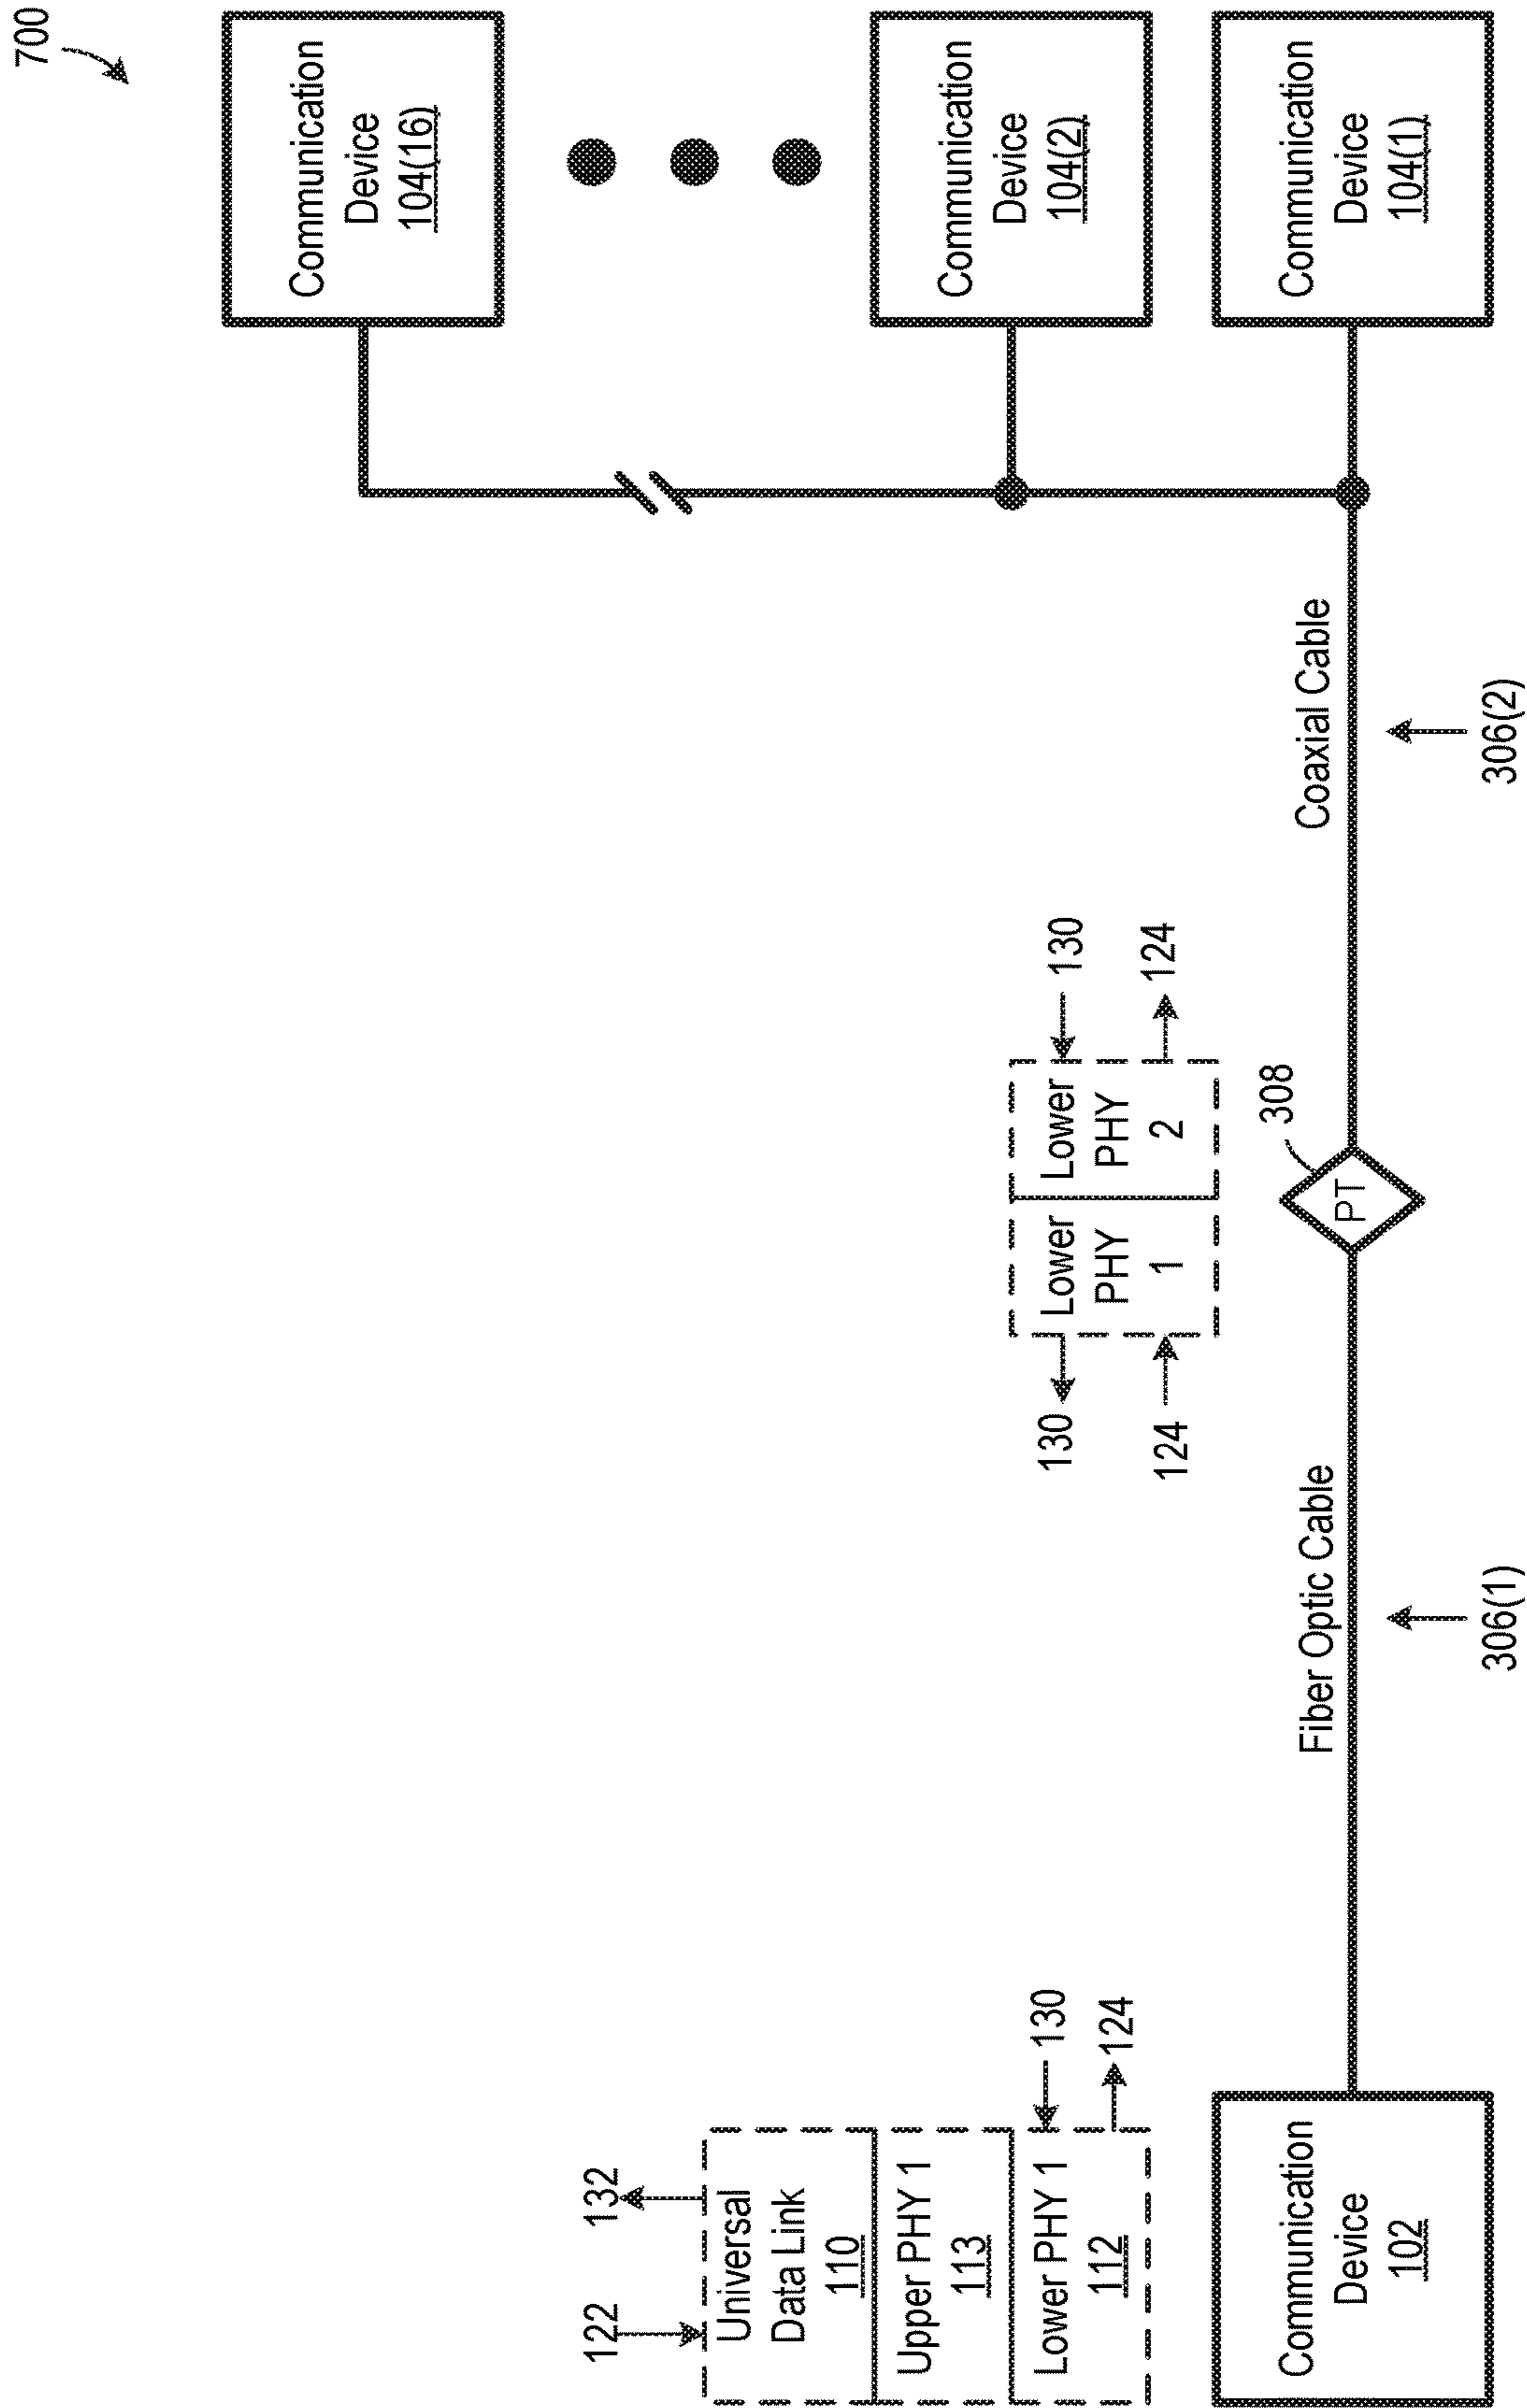 700
Communication
Device
104(16)
Communication
Device
104(2)
Communication
Device
104(1)
122
132
Universal
Data Link
110
Upper PHY 1
113
Lower PHY 1
112
130
124
130
124
Lower
PHY
1
Lower
PHY
2
130
124
308
PT
Fiber Optic Cable
Coaxial Cable
306(1)
306(2)
Communication
Device
102